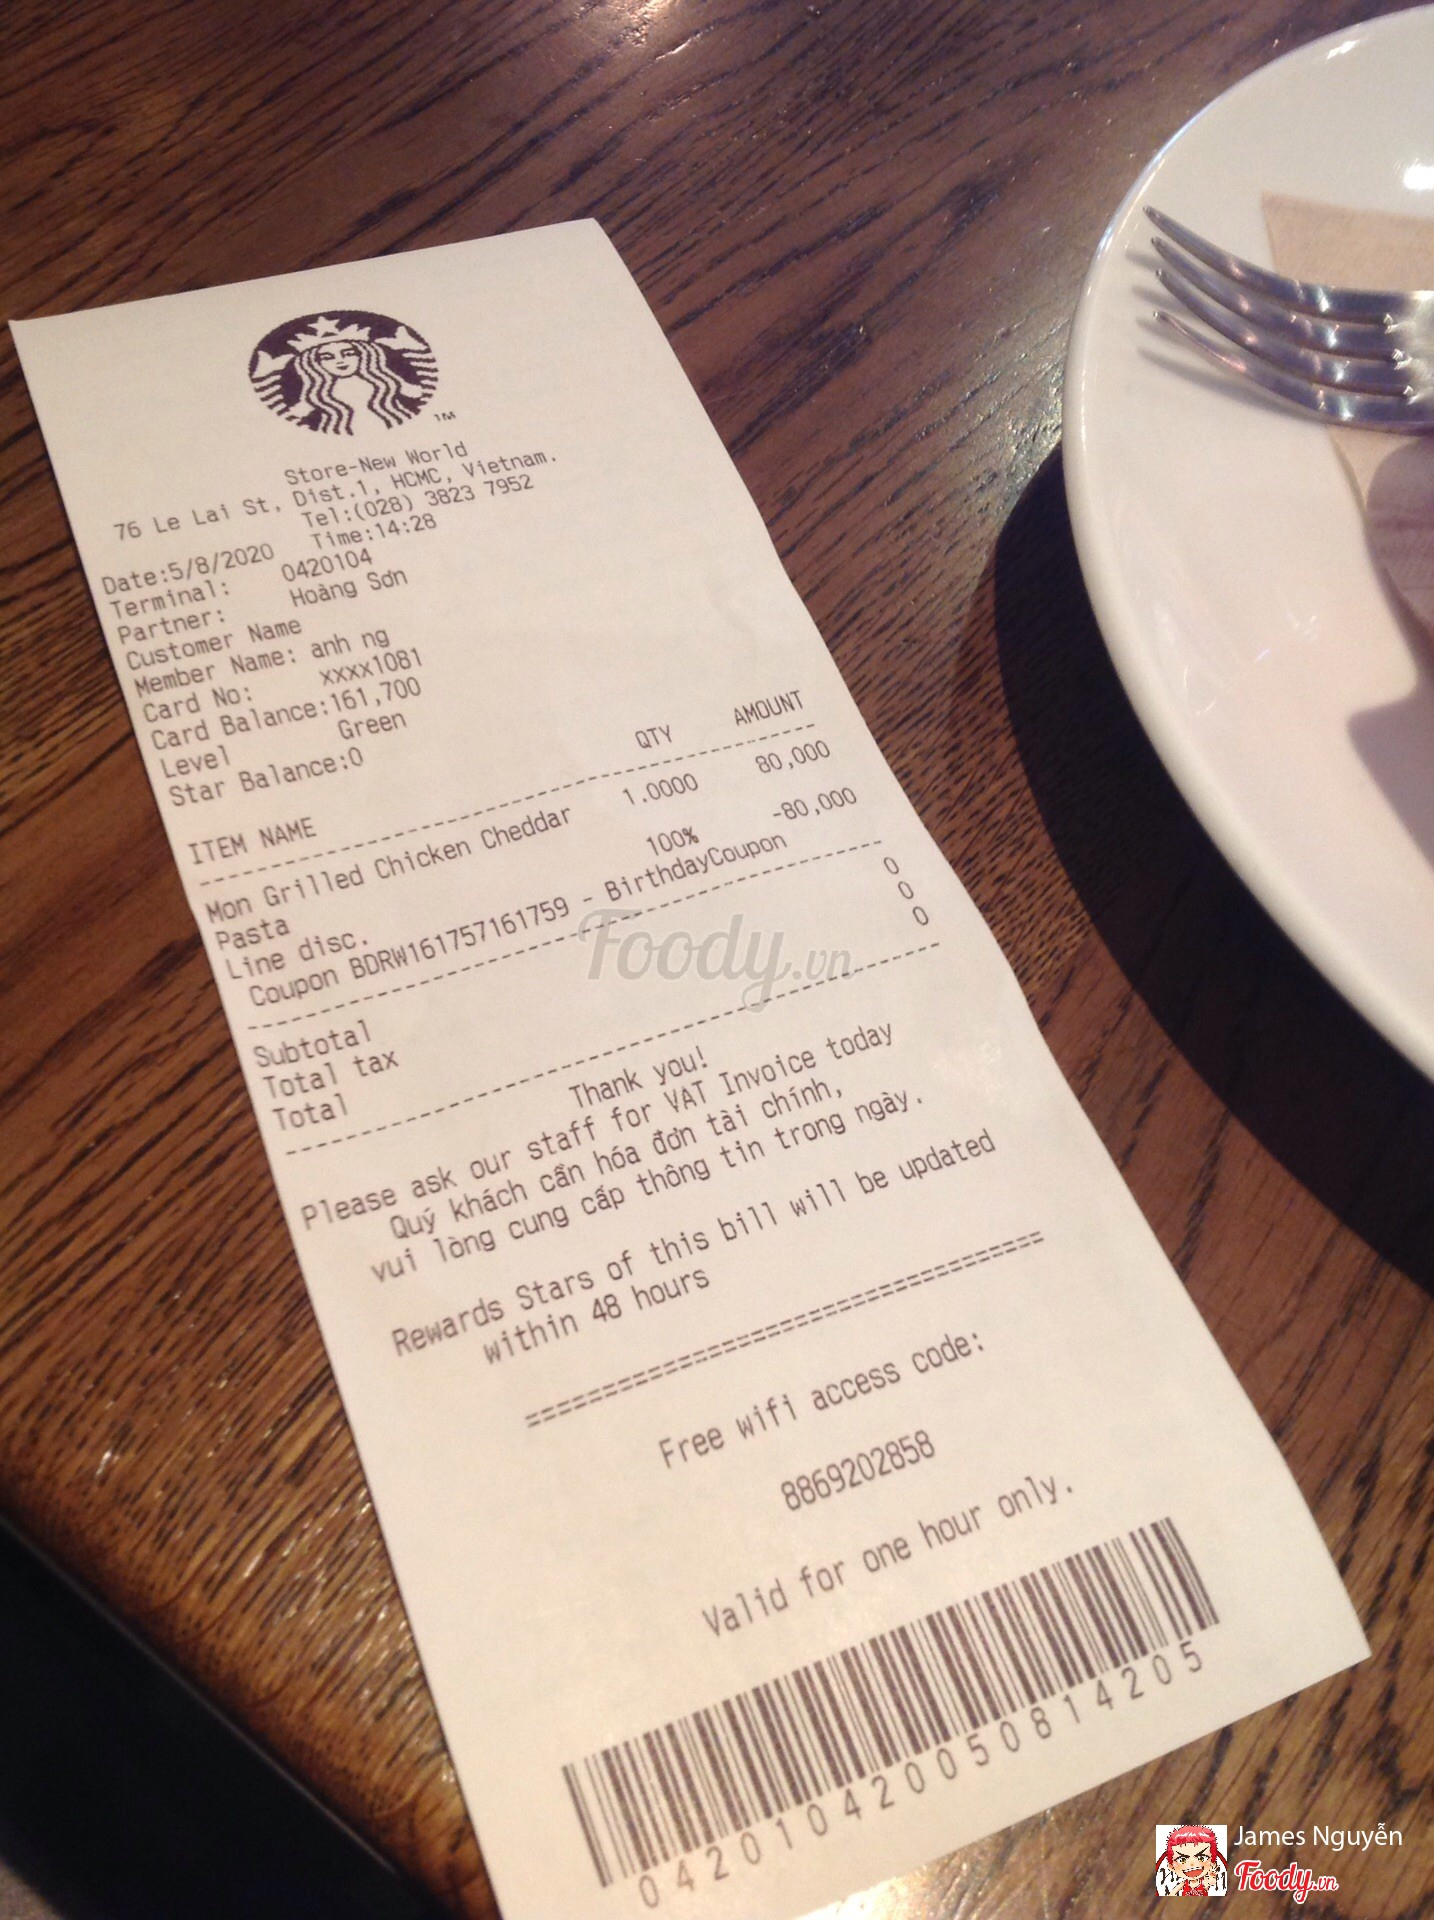 TM
Store-New World
76 Le Lai St, Dist.1, HCMC, Vietnam.
Tel:(028) 3823 7952
Date:5/8/2020 Time:14:28
Terminal: 0420104
Partner: Hoàng Sơn
Customer Name
Member Name: anh ng
Card No: xxxx1081
Card Balance:161,700
Level Green
Star Balance:0
ITEM NAME QTY AMOUNT
Mon Grilled Chicken Cheddar 1.0000 80,000
Pasta
Line disc. 100% -80,000
Coupon BDRW161757161759 - BirthdayCoupon
Subtotal 0
Total tax 0
Total 0
Thank you!
Please ask our staff for VAT Invoice today
Quý khách cần hóa đơn tài chính,
vui lòng cung cấp thông tin trong ngày.
Rewards Stars of this bill will be updated
within 48 hours
Free wifi access code:
8869202858
Valid for one hour only.
042010420050814205
Foody.vn
James Nguyễn
Foody.vn